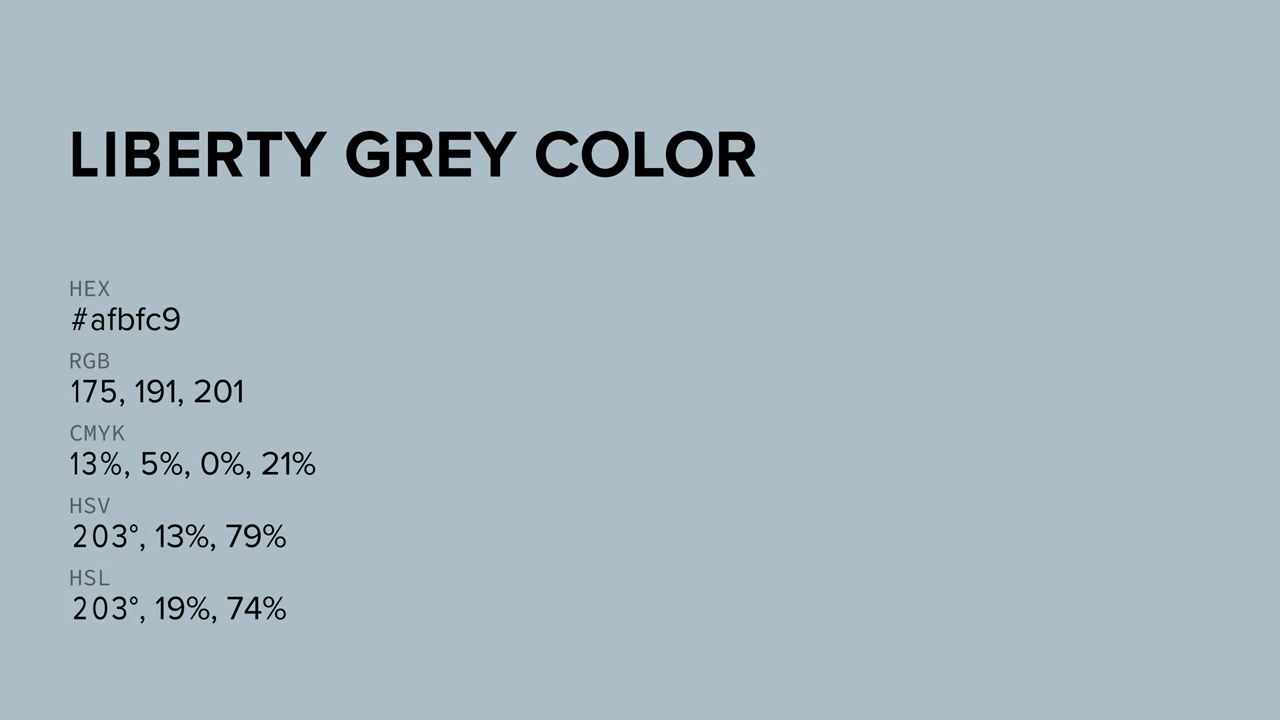 LIBERTY GREY COLOR
HEX
#afbfc9
RGB
175, 191, 201
CMYK
13%, 5%, 0%, 21%
HSV
203°, 13%, 79%
HSL
203°, 19%, 74%